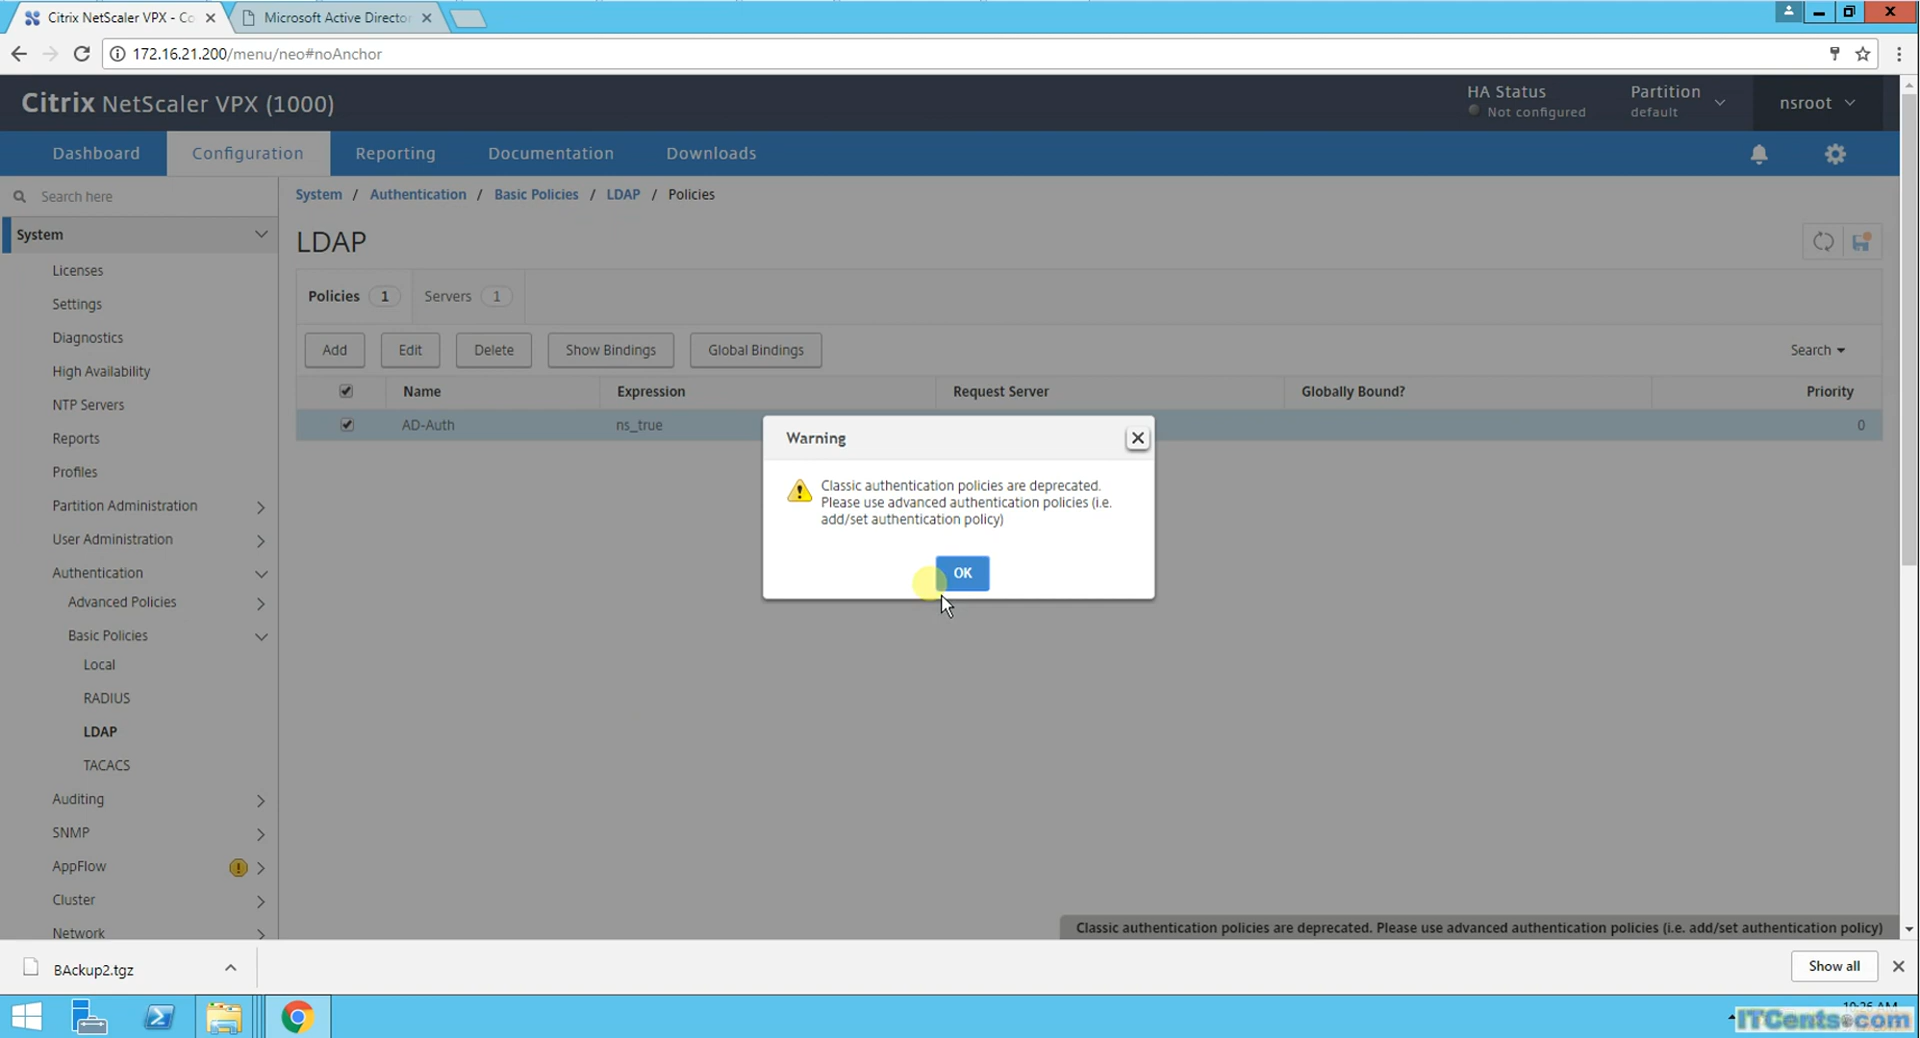 Citrix NetScaler VPX - Co
Microsoft Active Director
172.16.21.200/menu/neo#noAnchor
Citrix NetScaler VPX (1000)
HA Status
Not configured
Partition
default
nsroot
Dashboard
Configuration
Reporting
Documentation
Downloads
Search here
System / Authentication / Basic Policies / LDAP / Policies
System
Licenses
Settings
Diagnostics
High Availability
NTP Servers
Reports
Profiles
Partition Administration
User Administration
Authentication
Advanced Policies
Basic Policies
Local
RADIUS
LDAP
TACACS
Auditing
SNMP
AppFlow
Cluster
Network
LDAP
Policies 1
Servers 1
Add
Edit
Delete
Show Bindings
Global Bindings
Search
Name Expression Request Server Globally Bound? Priority
AD-Auth ns_true 0
Warning
Classic authentication policies are deprecated.
Please use advanced authentication policies (i.e.
add/set authentication policy)
OK
Classic authentication policies are deprecated. Please use advanced authentication policies (i.e. add/set authentication policy)
BAckup2.tgz
Show all
ITCents.com